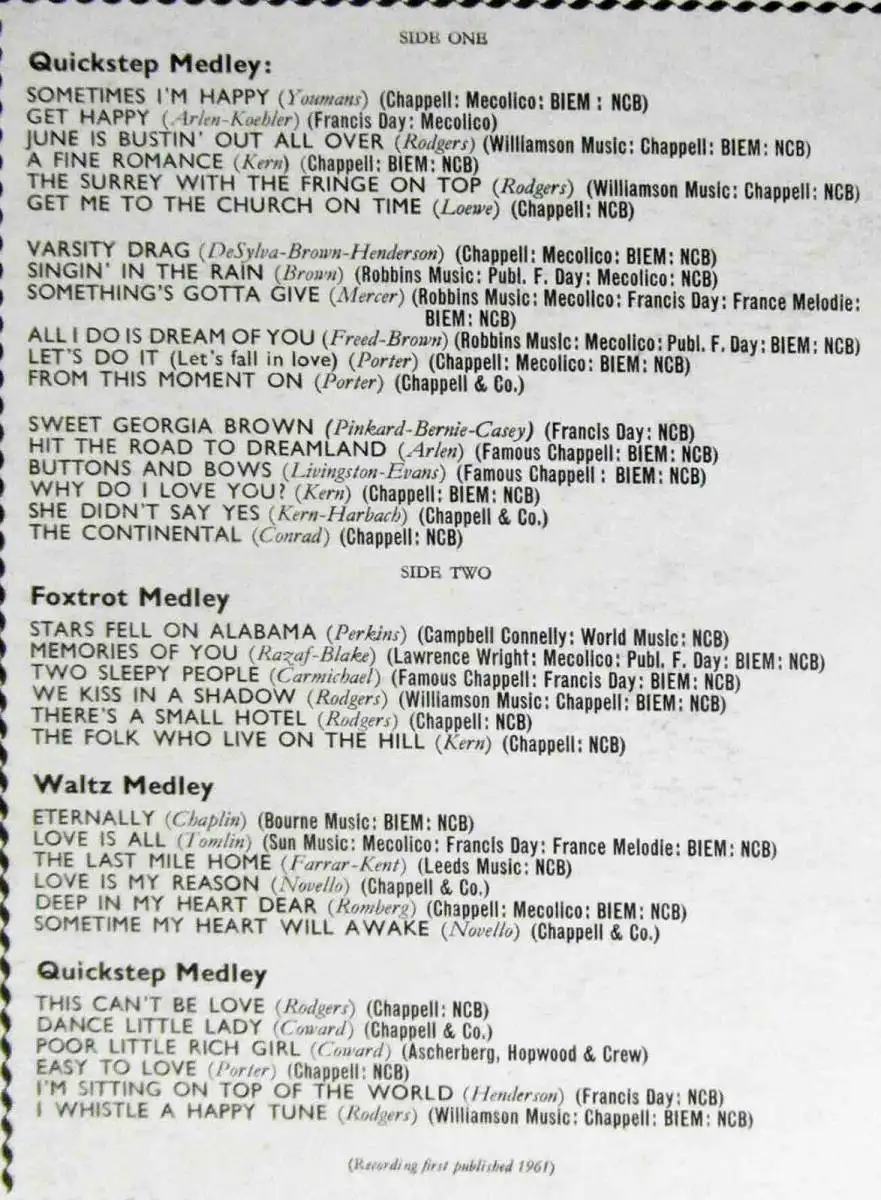 SIDE ONE
Quickstep Medley:
SOMETIMES I'M HAPPY (Youmans) (Chappell: Mecolico: BIEM : NCB)
GET HAPPY (Arlen-Koehler) (Francis Day: Mecolico)
JUNE IS BUSTIN' OUT ALL OVER (Rodgers) (Williamson Music: Chappell: BIEM: NCB)
A FINE ROMANCE (Kern) (Chappell: BIEM: NCB)
THE SURREY WITH THE FRINGE ON TOP (Rodgers) (Williamson Music: Chappell: NCB)
GET ME TO THE CHURCH ON TIME (Loewe) (Chappell: NCB)
VARSITY DRAG (DeSylva-Brown-Henderson) (Chappell: Mecolico: BIEM: NCB)
SINGIN' IN THE RAIN (Brown) (Robbins Music: Publ. F. Day: Mecolico: NCB)
SOMETHING'S GOTTA GIVE (Mercer) (Robbins Music: Mecolico: Francis Day: France Melodie:
BIEM: NCB)
ALL I DO IS DREAM OF YOU (Freed-Brown) (Robbins Music: Mecolico: Publ. F. Day: BIEM: NCB)
LET'S DO IT (Let's fall in love) (Porter) (Chappell: Mecolico: BIEM: NCB)
FROM THIS MOMENT ON (Porter) (Chappell & Co.)
SWEET GEORGIA BROWN (Pinkard-Bernie-Casey) (Francis Day: NCB)
HIT THE ROAD TO DREAMLAND (Arlen) (Famous Chappell: BIEM: NCB)
BUTTONS AND BOWS (Livingston-Evans) (Famous Chappell : BIEM: NCB)
WHY DO I LOVE YOU? (Kern) (Chappell: BIEM: NCB)
SHE DIDN'T SAY YES (Kern-Harbach) (Chappell & Co.)
THE CONTINENTAL (Conrad) (Chappell: NCB)
SIDE TWO
Foxtrot Medley
STARS FELL ON ALABAMA (Perkins) (Campbell Connelly: World Music: NCB)
MEMORIES OF YOU (Razaf-Blake) (Lawrence Wright: Mecolico: Publ. F. Day: BIEM: NCB)
TWO SLEEPY PEOPLE (Carmichael) (Famous Chappell: Francis Day: BIEM: NCB)
WE KISS IN A SHADOW (Rodgers) (Williamson Music: Chappell: BIEM: NCB)
THERE'S A SMALL HOTEL (Rodgers) (Chappell: NCB)
THE FOLK WHO LIVE ON THE HILL (Kern) (Chappell: NCB)
Waltz Medley
ETERNALLY (Chaplin) (Bourne Music: BIEM: NCB)
LOVE IS ALL (Tomlin) (Sun Music: Mecolico: Francis Day: France Melodie: BIEM: NCB)
THE LAST MILE HOME (Farrar-Kent) (Leeds Music: NCB)
LOVE IS MY REASON (Novello) (Chappell & Co.)
DEEP IN MY HEART DEAR (Romberg) (Chappell: Mecolico: BIEM: NCB)
SOMETIME MY HEART WILL AWAKE (Novello) (Chappell & Co.)
Quickstep Medley
THIS CAN'T BE LOVE (Rodgers) (Chappell: NCB)
DANCE LITTLE LADY (Coward) (Chappell & Co.)
POOR LITTLE RICH GIRL (Coward) (Ascherberg, Hopwood & Crew)
EASY TO LOVE (Porter) (Chappell: NCB)
I'M SITTING ON TOP OF THE WORLD (Henderson) (Francis Day: NCB)
I WHISTLE A HAPPY TUNE (Rodgers) (Williamson Music: Chappell: BIEM: NCB)
(Recording first published 1961)